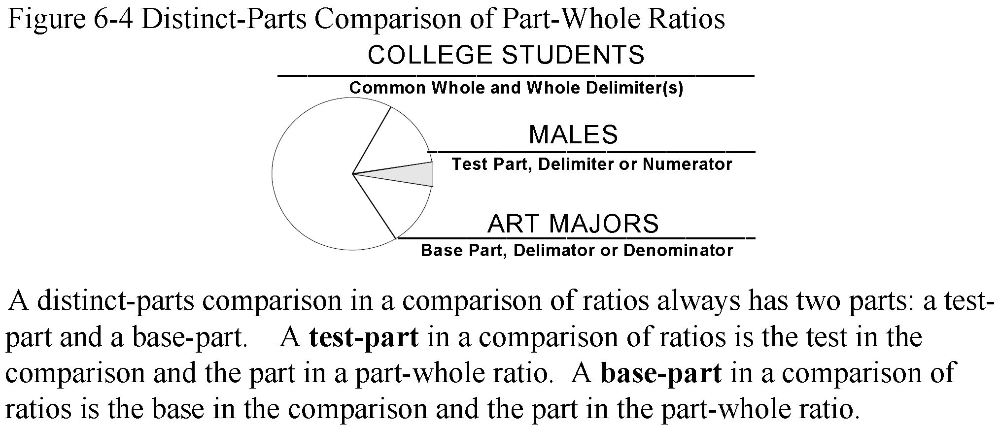 Figure 6-4 Distinct-Parts Comparison of Part-Whole Ratios
COLLEGE STUDENTS
Common Whole and Whole Delimiter(s)
MALES
Test Part, Delimiter or Numerator
ART MAJORS
Base Part, Delimator or Denominator
A distinct-parts comparison in a comparison of ratios always has two parts: a test-
part and a base-part. A test-part in a comparison of ratios is the test in the
comparison and the part in a part-whole ratio. A base-part in a comparison of
ratios is the base in the comparison and the part in the part-whole ratio.